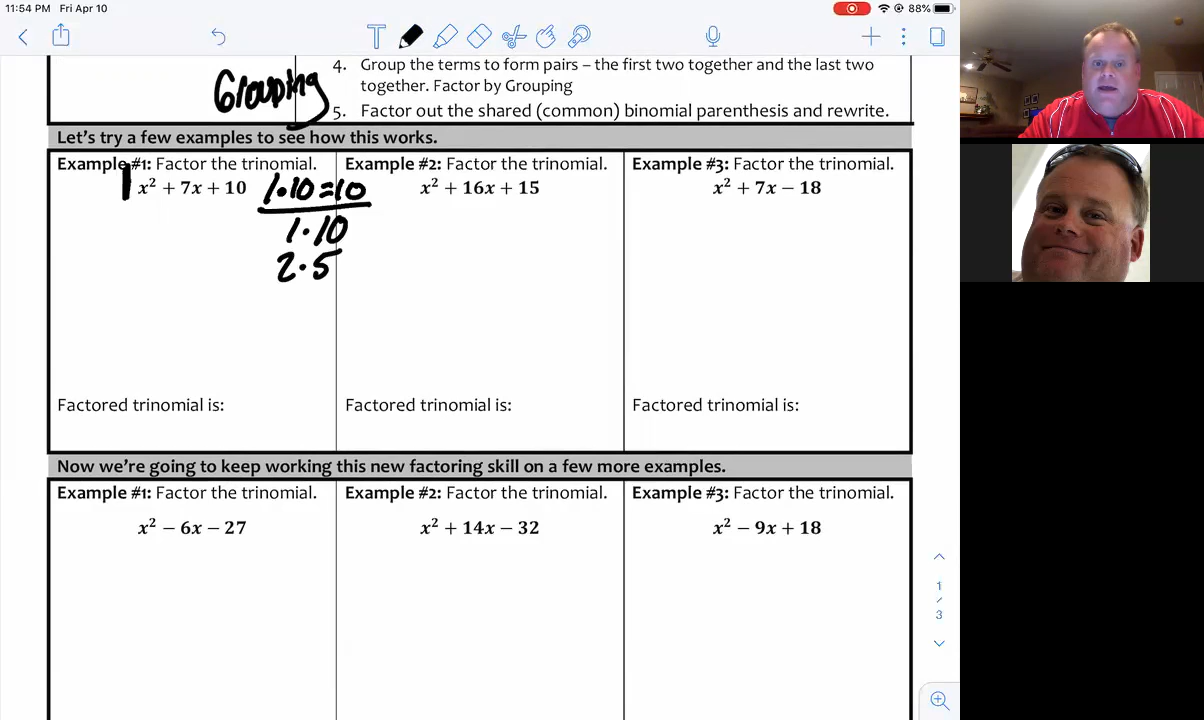 11:54 PM Fri Apr 10
88%
4. Group the terms to form pairs – the first two together and the last two
together. Factor by Grouping
Grouping
5. Factor out the shared (common) binomial parenthesis and rewrite.
Let's try a few examples to see how this works.
Example #1: Factor the trinomial.
1 x² + 7x + 10
1·10=10
1·10
2·5
Factored trinomial is:
Example #2: Factor the trinomial.
x² + 16x + 15
Factored trinomial is:
Example #3: Factor the trinomial.
x² + 7x − 18
Factored trinomial is:
Now we're going to keep working this new factoring skill on a few more examples.
Example #1: Factor the trinomial.
x² − 6x − 27
Example #2: Factor the trinomial.
x² + 14x − 32
Example #3: Factor the trinomial.
x² − 9x + 18
1
/
3